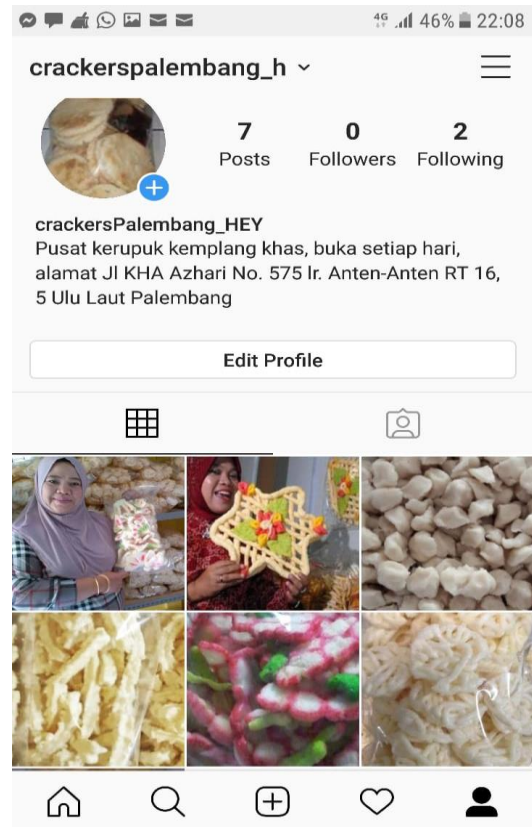 4G 46% 22:08
crackerspalembang_h
7 0 2
Posts Followers Following
crackersPalembang_HEY
Pusat kerupuk kemplang khas, buka setiap hari,
alamat Jl KHA Azhari No. 575 lr. Anten-Anten RT 16,
5 Ulu Laut Palembang
Edit Profile